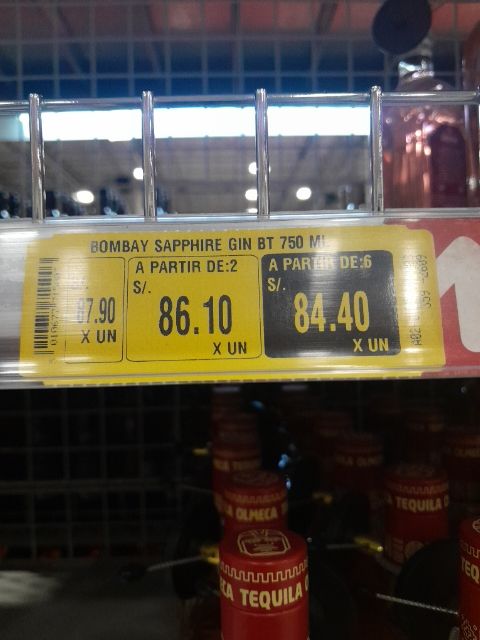 BOMBAY SAPPHIRE GIN BT 750 ML
87.90
X UN
A PARTIR DE:2
S/.
86.10
X UN
A PARTIR DE:6
S/.
84.40
X UN
OLMECA
TEQUILA
TEQUILA